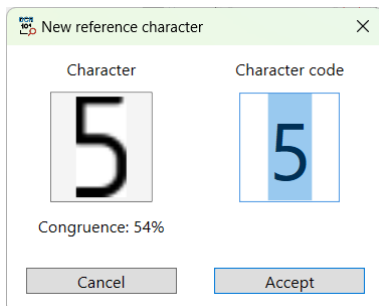 New reference character
Character Character code
5 5
Congruence: 54%
Cancel Accept